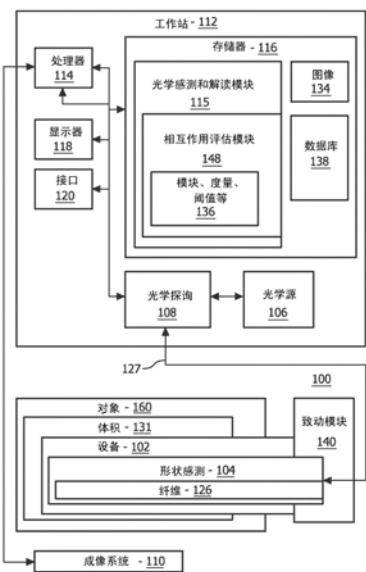 工作站 - 112
处理器
114
存储器 - 116
光学感测和解读模块
115
图像
134
显示器
118
相互作用评估模块
148
数据库
138
接口
120
模块、度量、
阈值等
136
光学探询
108
光学源
106
127
100
对象 - 160
致动模块
140
体积 - 131
设备 - 102
形状感测 - 104
纤维 - 126
成像系统 - 110